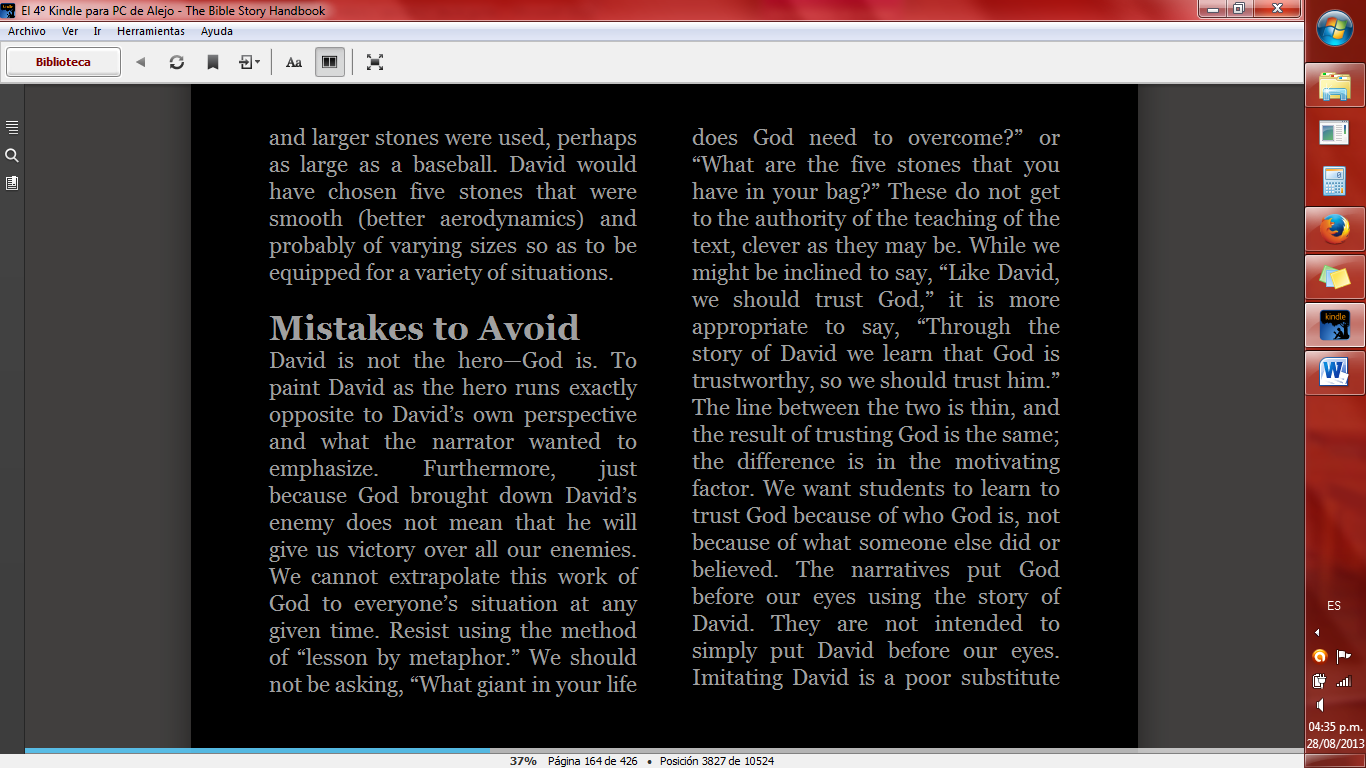 El 4º Kindle para PC de Alejo - The Bible Story Handbook
Archivo Ver Ir Herramientas Ayuda
Biblioteca
Aa
and larger stones were used, perhaps
as large as a baseball. David would
have chosen five stones that were
smooth (better aerodynamics) and
probably of varying sizes so as to be
equipped for a variety of situations.
Mistakes to Avoid
David is not the hero—God is. To
paint David as the hero runs exactly
opposite to David’s own perspective
and what the narrator wanted to
emphasize. Furthermore, just
because God brought down David’s
enemy does not mean that he will
give us victory over all our enemies.
We cannot extrapolate this work of
God to everyone’s situation at any
given time. Resist using the method
of “lesson by metaphor.” We should
not be asking, “What giant in your life
does God need to overcome?” or
“What are the five stones that you
have in your bag?” These do not get
to the authority of the teaching of the
text, clever as they may be. While we
might be inclined to say, “Like David,
we should trust God,” it is more
appropriate to say, “Through the
story of David we learn that God is
trustworthy, so we should trust him.”
The line between the two is thin, and
the result of trusting God is the same;
the difference is in the motivating
factor. We want students to learn to
trust God because of who God is, not
because of what someone else did or
believed. The narratives put God
before our eyes using the story of
David. They are not intended to
simply put David before our eyes.
Imitating David is a poor substitute
37% Página 164 de 426 • Posición 3827 de 10524
kindle
W
ES
04:35 p.m.
28/08/2013